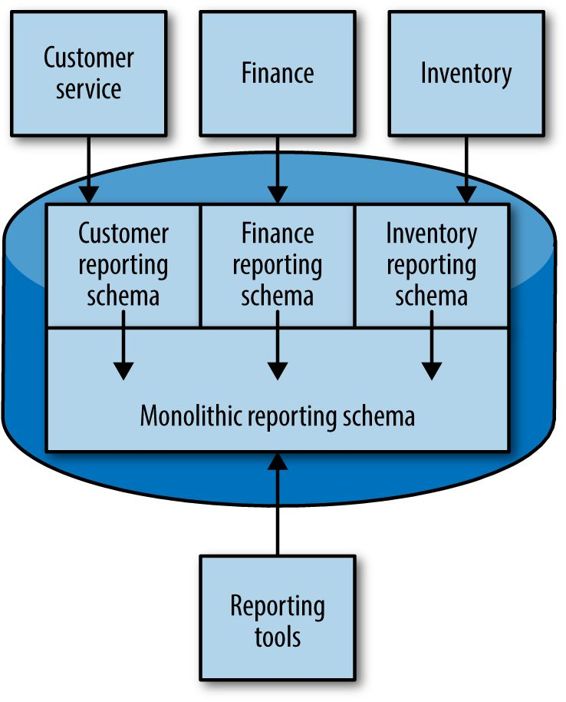 Customer
service
Finance
Inventory
Customer
reporting
schema
Finance
reporting
schema
Inventory
reporting
schema
Monolithic reporting schema
Reporting
tools